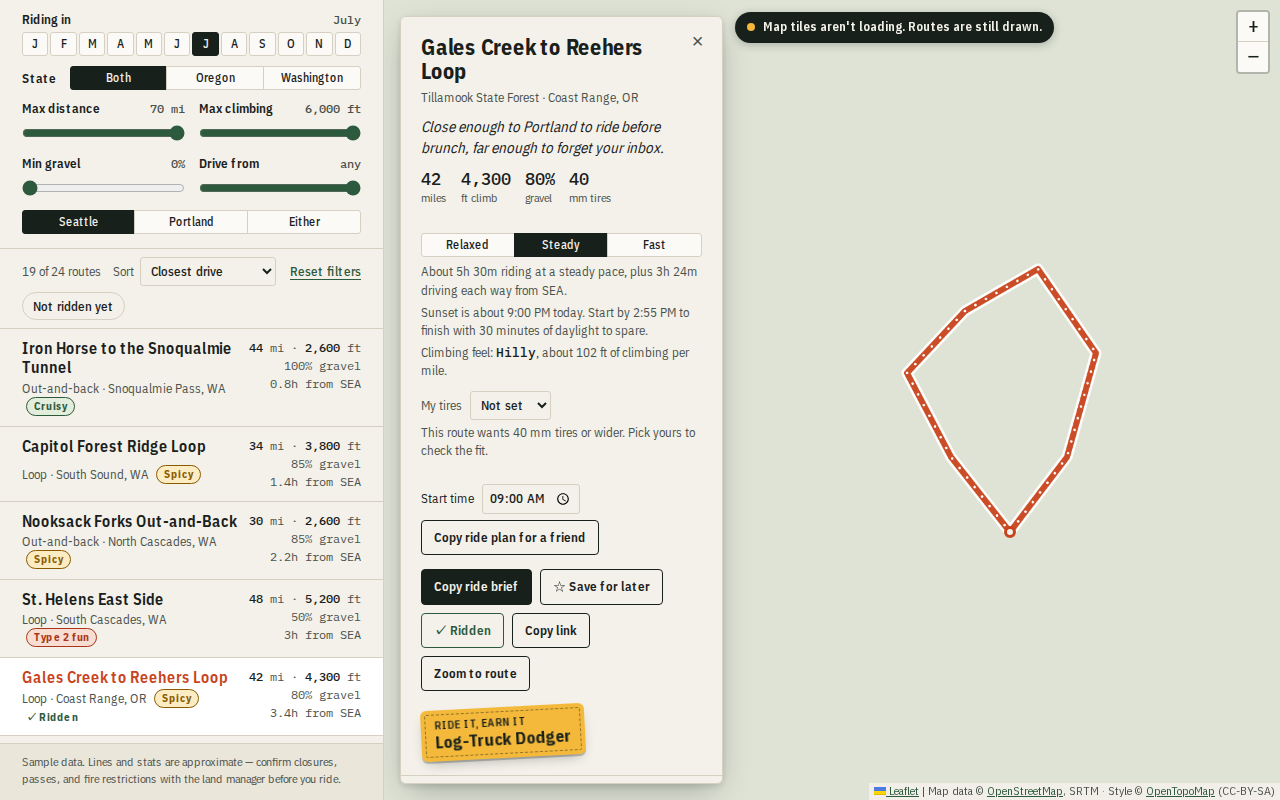 Riding in July
J F M A M J J A S O N D
State Both Oregon Washington
Max distance 70 mi Max climbing 6,000 ft
Min gravel 0% Drive from any
Seattle Portland Either
19 of 24 routes Sort Closest drive Reset filters
Not ridden yet
Iron Horse to the Snoqualmie
Tunnel
44 mi · 2,600 ft
100% gravel
0.8h from SEA
Out-and-back · Snoqualmie Pass, WA
Cruisy
Capitol Forest Ridge Loop
34 mi · 3,800 ft
85% gravel
1.4h from SEA
Loop · South Sound, WA Spicy
Nooksack Forks Out-and-Back
30 mi · 2,600 ft
85% gravel
2.2h from SEA
Out-and-back · North Cascades, WA
Spicy
St. Helens East Side
48 mi · 5,200 ft
50% gravel
3h from SEA
Loop · South Cascades, WA
Type 2 fun
Gales Creek to Reehers Loop
42 mi · 4,300 ft
80% gravel
3.4h from SEA
Loop · Coast Range, OR Spicy
✓ Ridden
Sample data. Lines and stats are approximate — confirm closures,
passes, and fire restrictions with the land manager before you ride.
Gales Creek to Reehers
Loop
×
Tillamook State Forest · Coast Range, OR
Close enough to Portland to ride before
brunch, far enough to forget your inbox.
42 4,300 80% 40
miles ft climb gravel mm tires
Relaxed Steady Fast
About 5h 30m riding at a steady pace, plus 3h 24m
driving each way from SEA.
Sunset is about 9:00 PM today. Start by 2:55 PM to
finish with 30 minutes of daylight to spare.
Climbing feel: Hilly, about 102 ft of climbing per
mile.
My tires Not set
This route wants 40 mm tires or wider. Pick yours to
check the fit.
Start time 09:00 AM
Copy ride plan for a friend
Copy ride brief ☆ Save for later
✓ Ridden Copy link
Zoom to route
RIDE IT, EARN IT
Log-Truck Dodger
Map tiles aren't loading. Routes are still drawn.
+
−
Leaflet | Map data © OpenStreetMap, SRTM · Style © OpenTopoMap (CC-BY-SA)